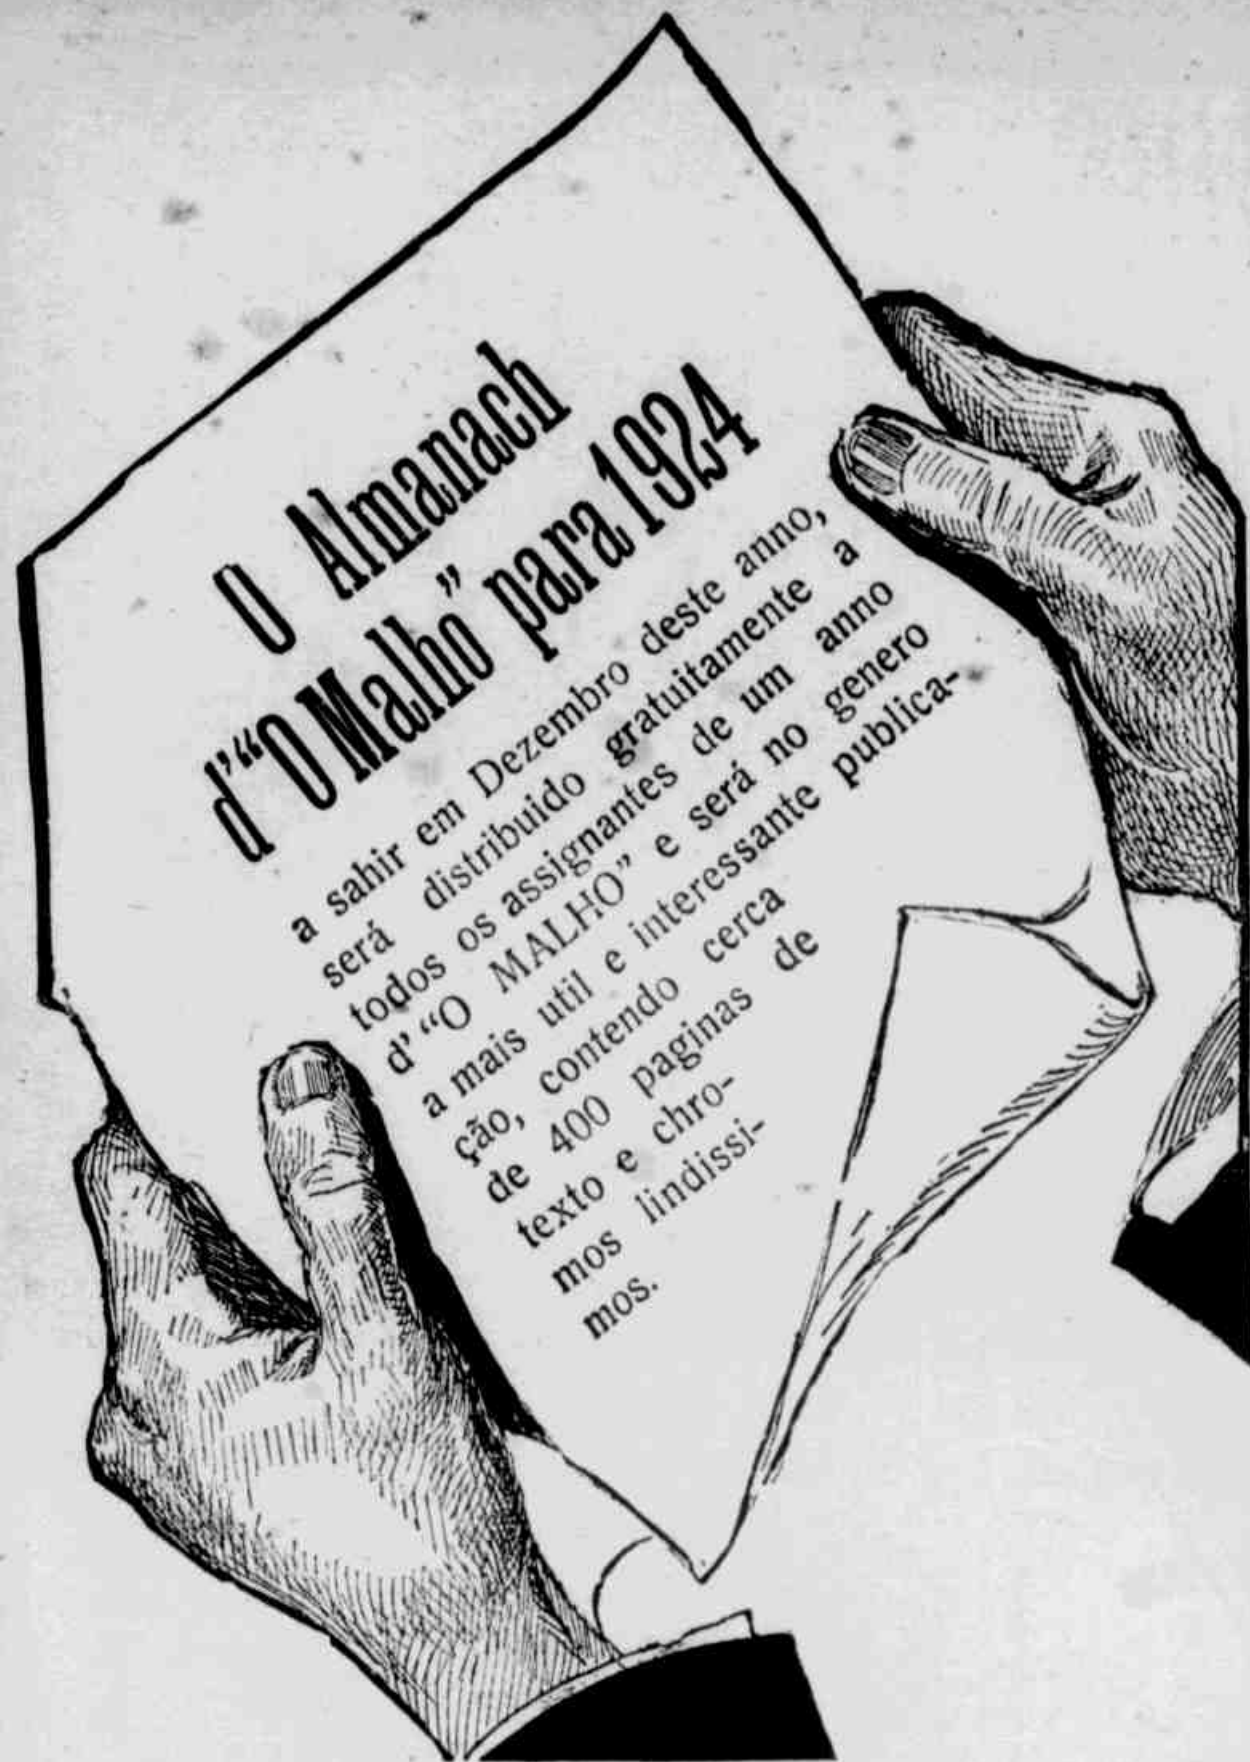 O Almanach
d'“O Malho” para 1924
a sahir em Dezembro deste anno,
será distribuido gratuitamente a
todos os assignantes de um anno
d' “O MALHO” e será no genero
a mais util e interessante publica-
ção, contendo cerca
de 400 paginas de
texto e chro-
mos lindissi-
mos.